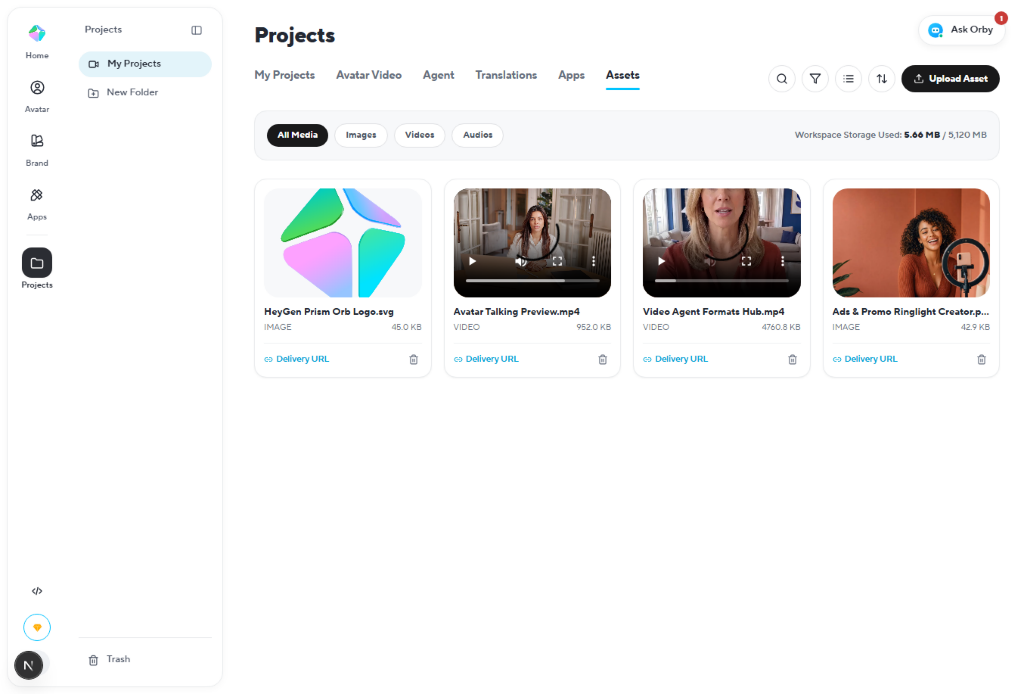 Home
Avatar
Brand
Apps
Projects
N
Projects
My Projects
New Folder
Trash
Projects
Ask Orby
1
My Projects
Avatar Video
Agent
Translations
Apps
Assets
Upload Asset
All Media
Images
Videos
Audios
Workspace Storage Used: 5.66 MB / 5,120 MB
HeyGen Prism Orb Logo.svg
IMAGE
45.0 KB
Delivery URL
Avatar Talking Preview.mp4
VIDEO
952.0 KB
Delivery URL
Video Agent Formats Hub.mp4
VIDEO
4760.8 KB
Delivery URL
Ads & Promo Ringlight Creator.p...
IMAGE
42.9 KB
Delivery URL